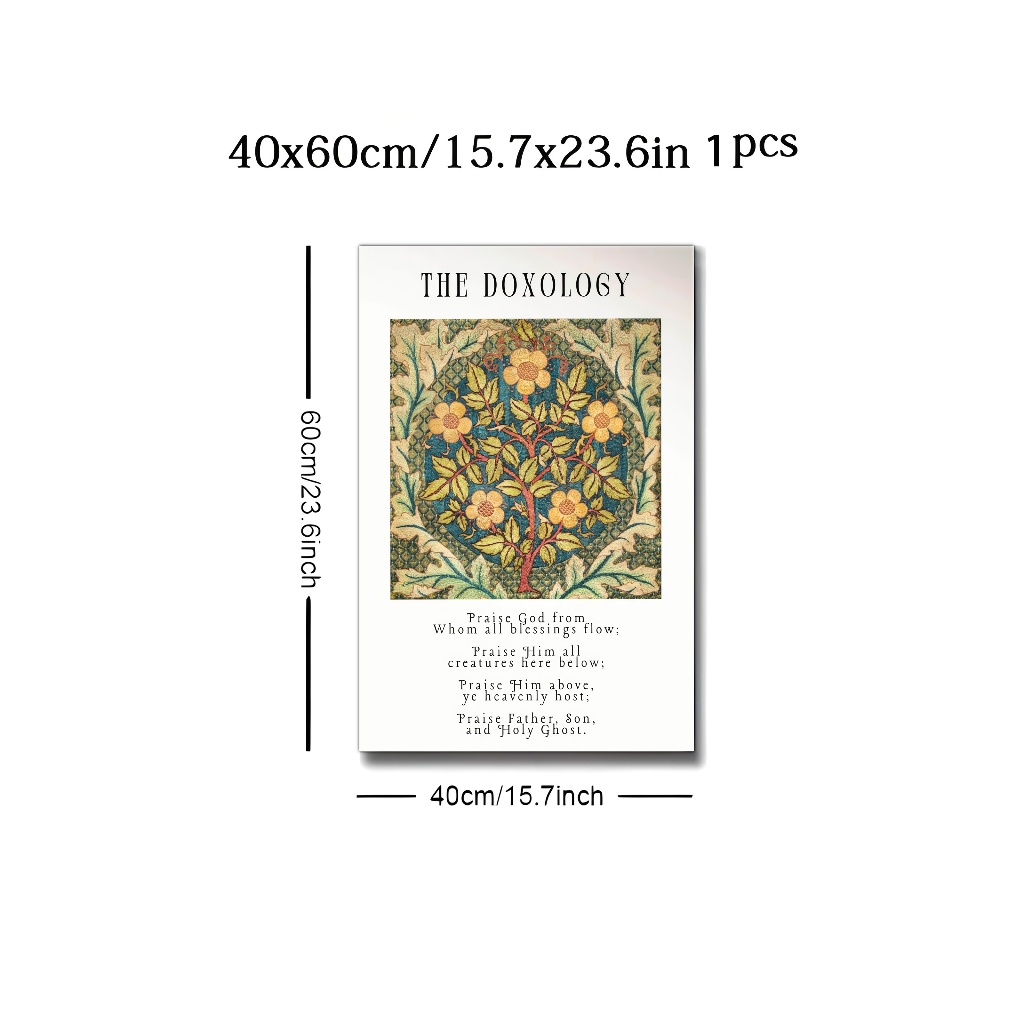 40x60cm/15.7x23.6in 1pcs
THE DOXOLOGY
60cm/23.6inch
Praise God from
Whom all blessings flow;
Praise Him all
creatures here below;
Praise Him above,
ye heavenly host;
Praise Father, Son,
and Holy Ghost.
40cm/15.7inch